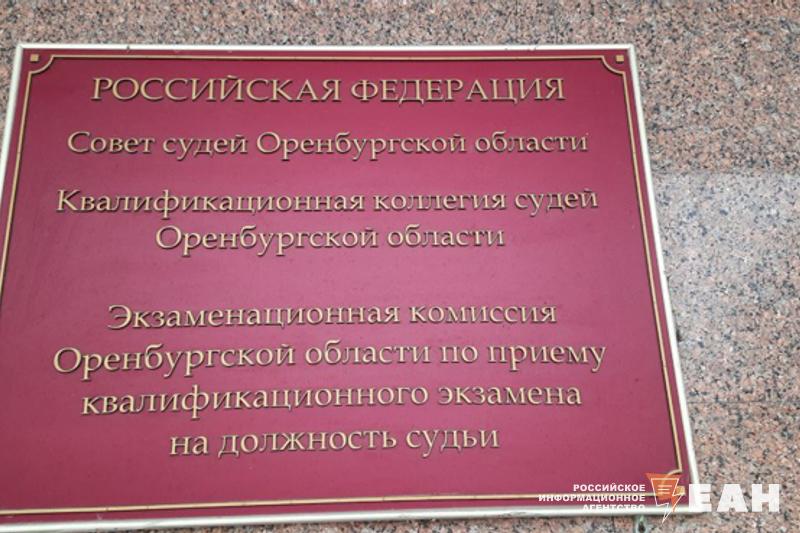 РОССИЙСКАЯ ФЕДЕРАЦИЯ
Совет судей Оренбургской области
Квалификационная коллегия судей
Оренбургской области
Экзаменационная комиссия
Оренбургской области по приему
квалификационного экзамена
на должность судьи
РОССИЙСКОЕ
ИНФОРМАЦИОННОЕ
АГЕНТСТВО
ЕАН